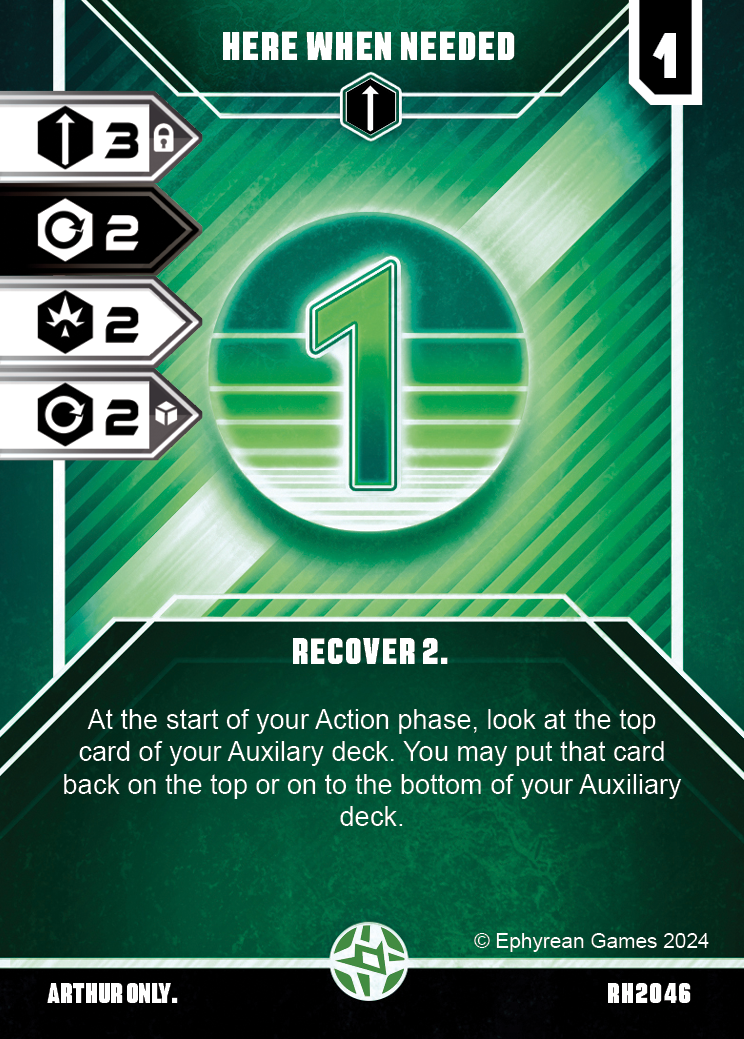 HERE WHEN NEEDED
1
3
2
2
2
1
RECOVER 2.
At the start of your Action phase, look at the top
card of your Auxilary deck. You may put that card
back on the top or on to the bottom of your Auxiliary
deck.
© Ephyrean Games 2024
ARTHUR ONLY.
RH2046